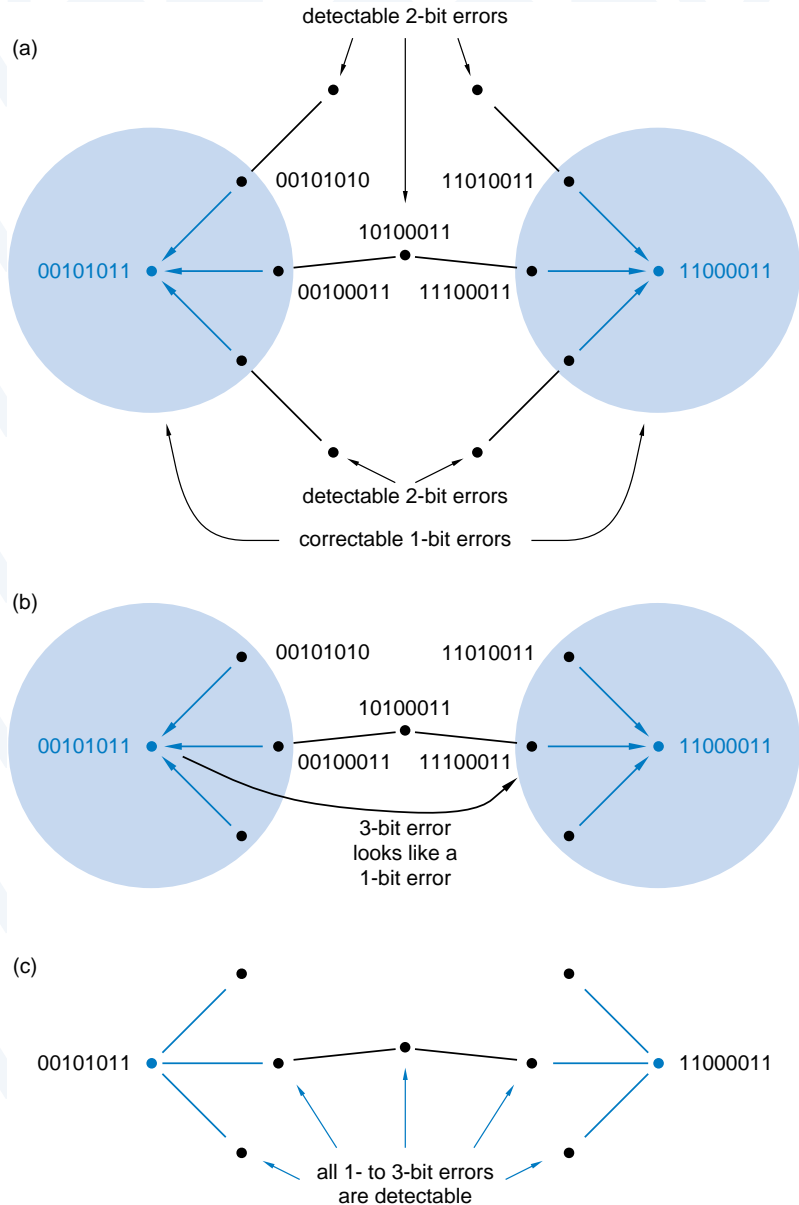 detectable 2-bit errors
(a)
00101010
11010011
10100011
00101011
11000011
00100011
11100011
detectable 2-bit errors
correctable 1-bit errors
(b)
00101010
11010011
10100011
00101011
11000011
00100011
11100011
3-bit error
looks like a
1-bit error
(c)
00101011
11000011
all 1- to 3-bit errors
are detectable